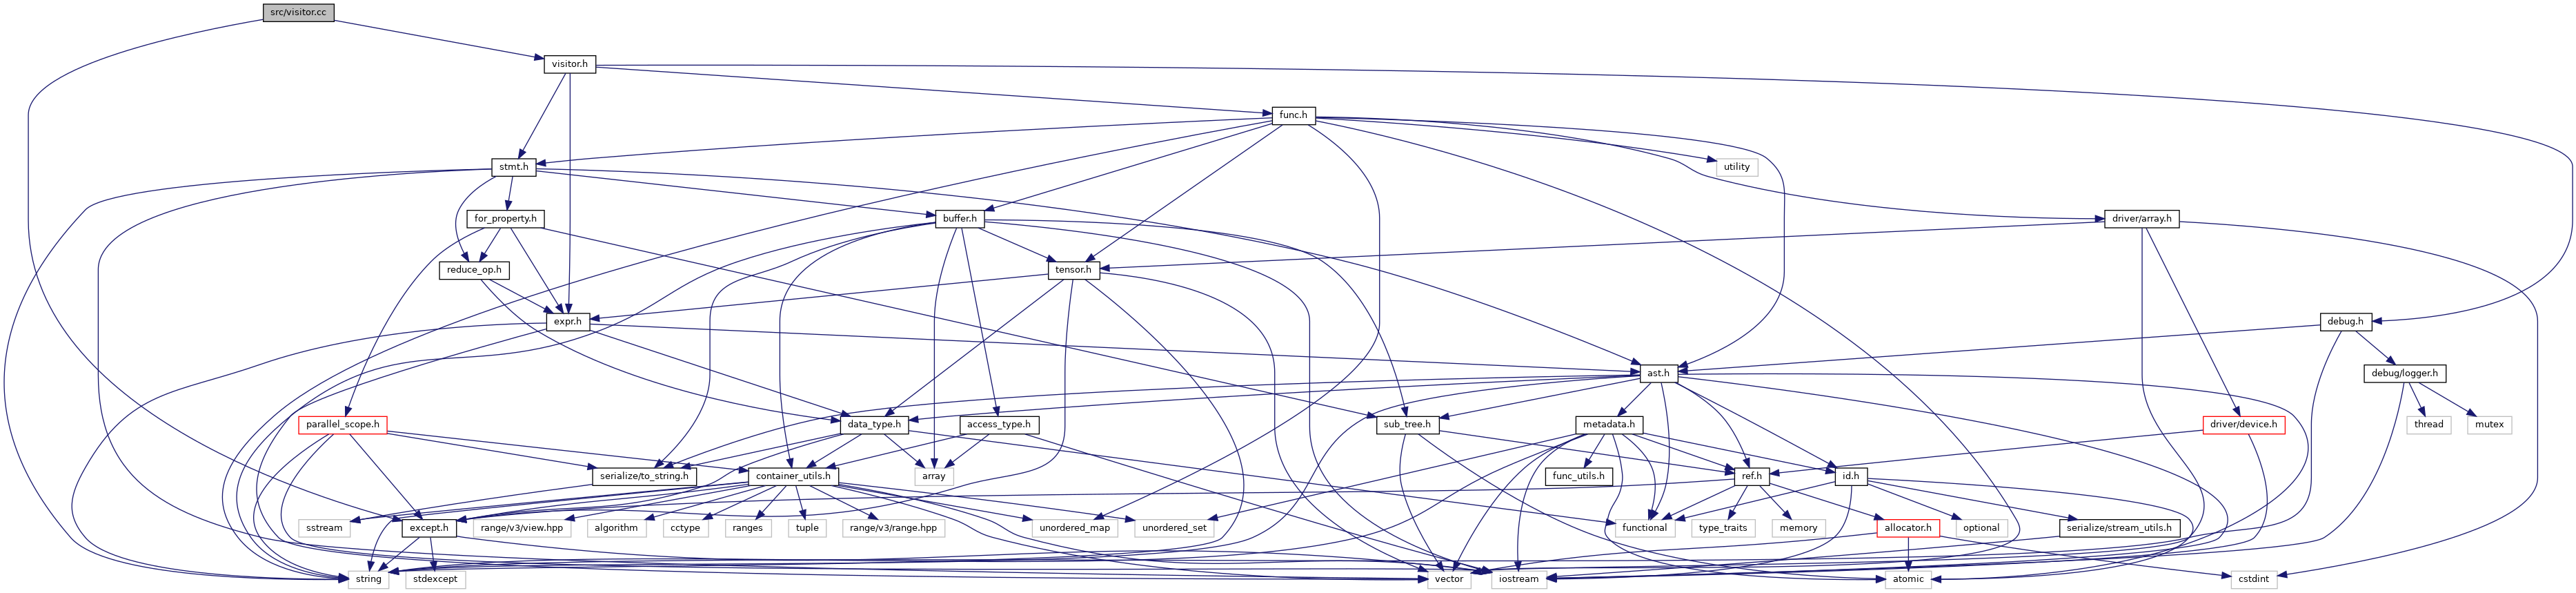 src/visitor.cc
visitor.h
func.h
stmt.h
utility
for_property.h
buffer.h
driver/array.h
reduce_op.h
tensor.h
expr.h
debug.h
ast.h
debug/logger.h
parallel_scope.h
data_type.h
access_type.h
sub_tree.h
metadata.h
driver/device.h
thread
mutex
serialize/to_string.h
container_utils.h
array
func_utils.h
ref.h
id.h
sstream
except.h
range/v3/view.hpp
algorithm
cctype
ranges
tuple
range/v3/range.hpp
unordered_map
unordered_set
functional
type_traits
memory
allocator.h
optional
serialize/stream_utils.h
string
stdexcept
vector
iostream
atomic
cstdint